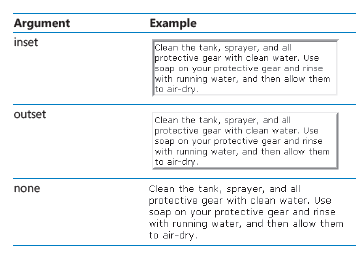 Argument Example
inset
Clean the tank, sprayer, and all
protective gear with clean water. Use
soap on your protective gear and rinse
with running water, and then allow them
to air-dry.
outset
Clean the tank, sprayer, and all
protective gear with clean water. Use
soap on your protective gear and rinse
with running water, and then allow them
to air-dry.
none
Clean the tank, sprayer, and all
protective gear with clean water. Use
soap on your protective gear and rinse
with running water, and then allow them
to air-dry.